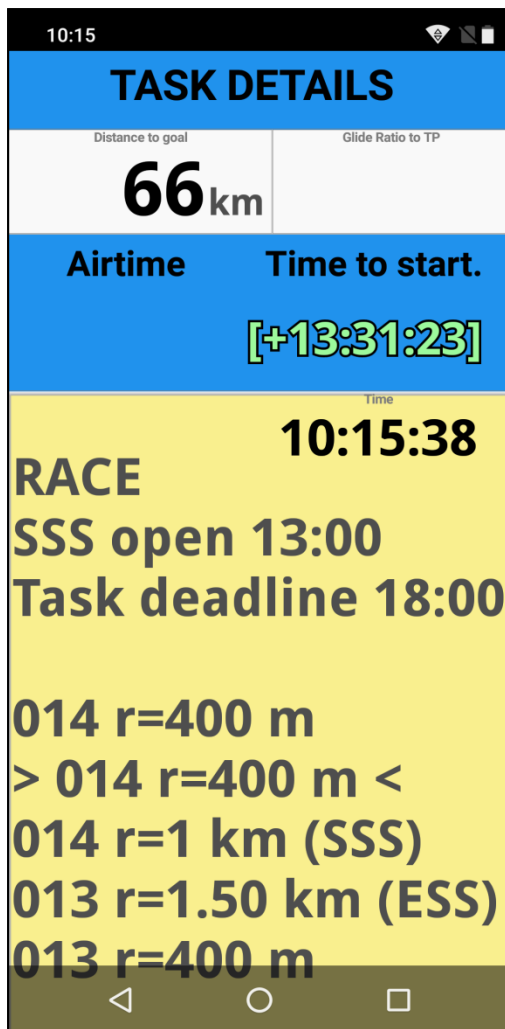 10:15
TASK DETAILS
Distance to goal
66 km
Glide Ratio to TP
Airtime
Time to start.
[+13:31:23]
Time
10:15:38
RACE
SSS open 13:00
Task deadline 18:00
014 r=400 m
> 014 r=400 m <
014 r=1 km (SSS)
013 r=1.50 km (ESS)
013 r=400 m